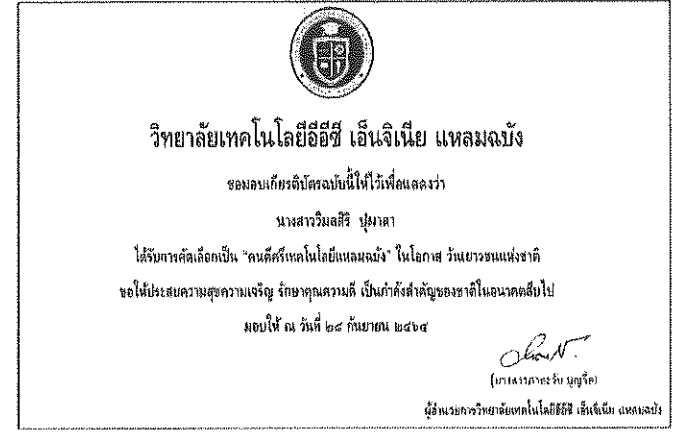 วิทยาลัยเทคโนโลยีอีอีซี เอ็นจิเนีย แหลมฉบัง
ขอมอบเกียรติบัตรฉบับนี้ให้ไว้เพื่อแสดงว่า
นางสาววิมลสิริ ปุผาตา
ได้รับการคัดเลือกเป็น "คนดีศรีเทคโนโลยีแหลมฉบัง" ในโอกาส วันเยาวชนแห่งชาติ
ขอให้ประสบความสุขความเจริญ รักษาคุณความดี เป็นกำลังสำคัญของชาติในอนาคตสืบไป
มอบให้ ณ วันที่ ๒๘ กันยายน ๒๕๖๔
บุญจิต)
ผู้อำนวยการวิทยาลัยเทคโนโลยีอีอีซี เอ็นจิเนีย แหลมฉบัง